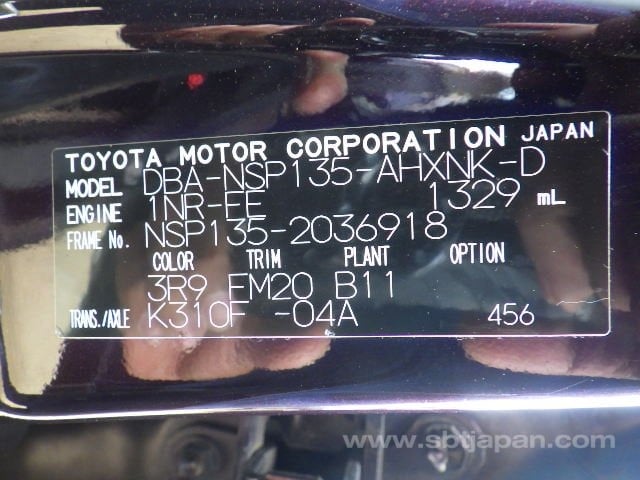 TOYOTA MOTOR CORPORATION JAPAN
MODEL DBA-NSP135-AHXNK-D
ENGINE 1NR-FE 1329 mL
FRAME No. NSP135-2036918
COLOR TRIM PLANT OPTION
3R9 FM20 B11
TRANS./AXLE K310F -04A 456
www.sbtjapan.com